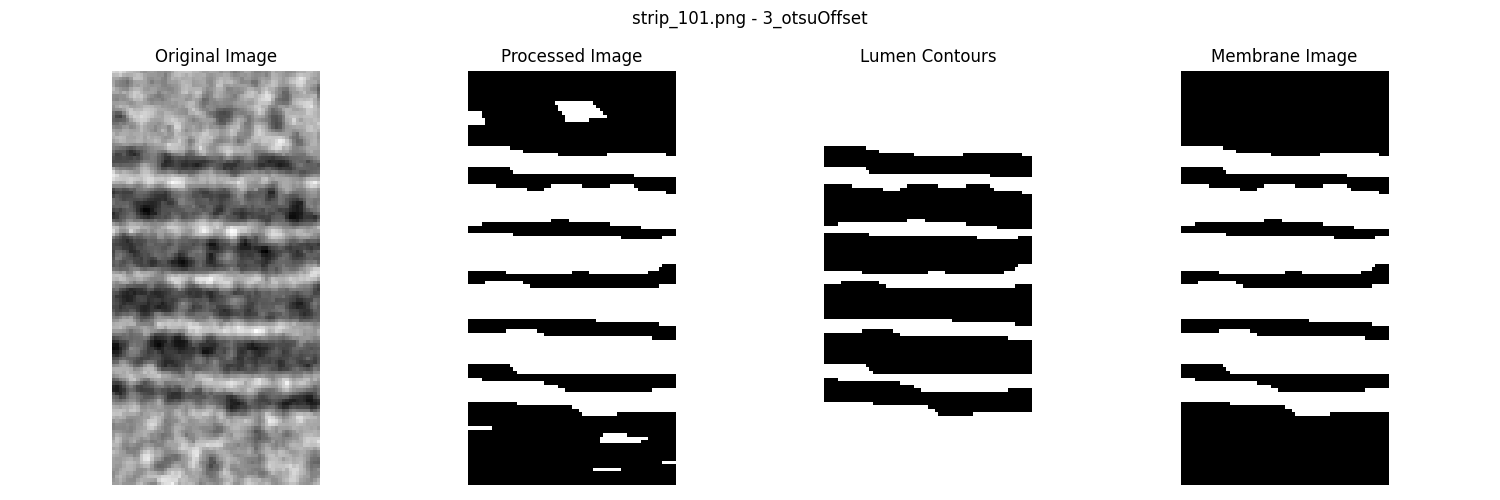 strip_101.png - 3_otsuOffset
Original Image
Processed Image
Lumen Contours
Membrane Image